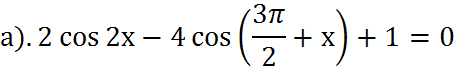 a). 2 cos 2x − 4 cos (3π/2 + x) + 1 = 0